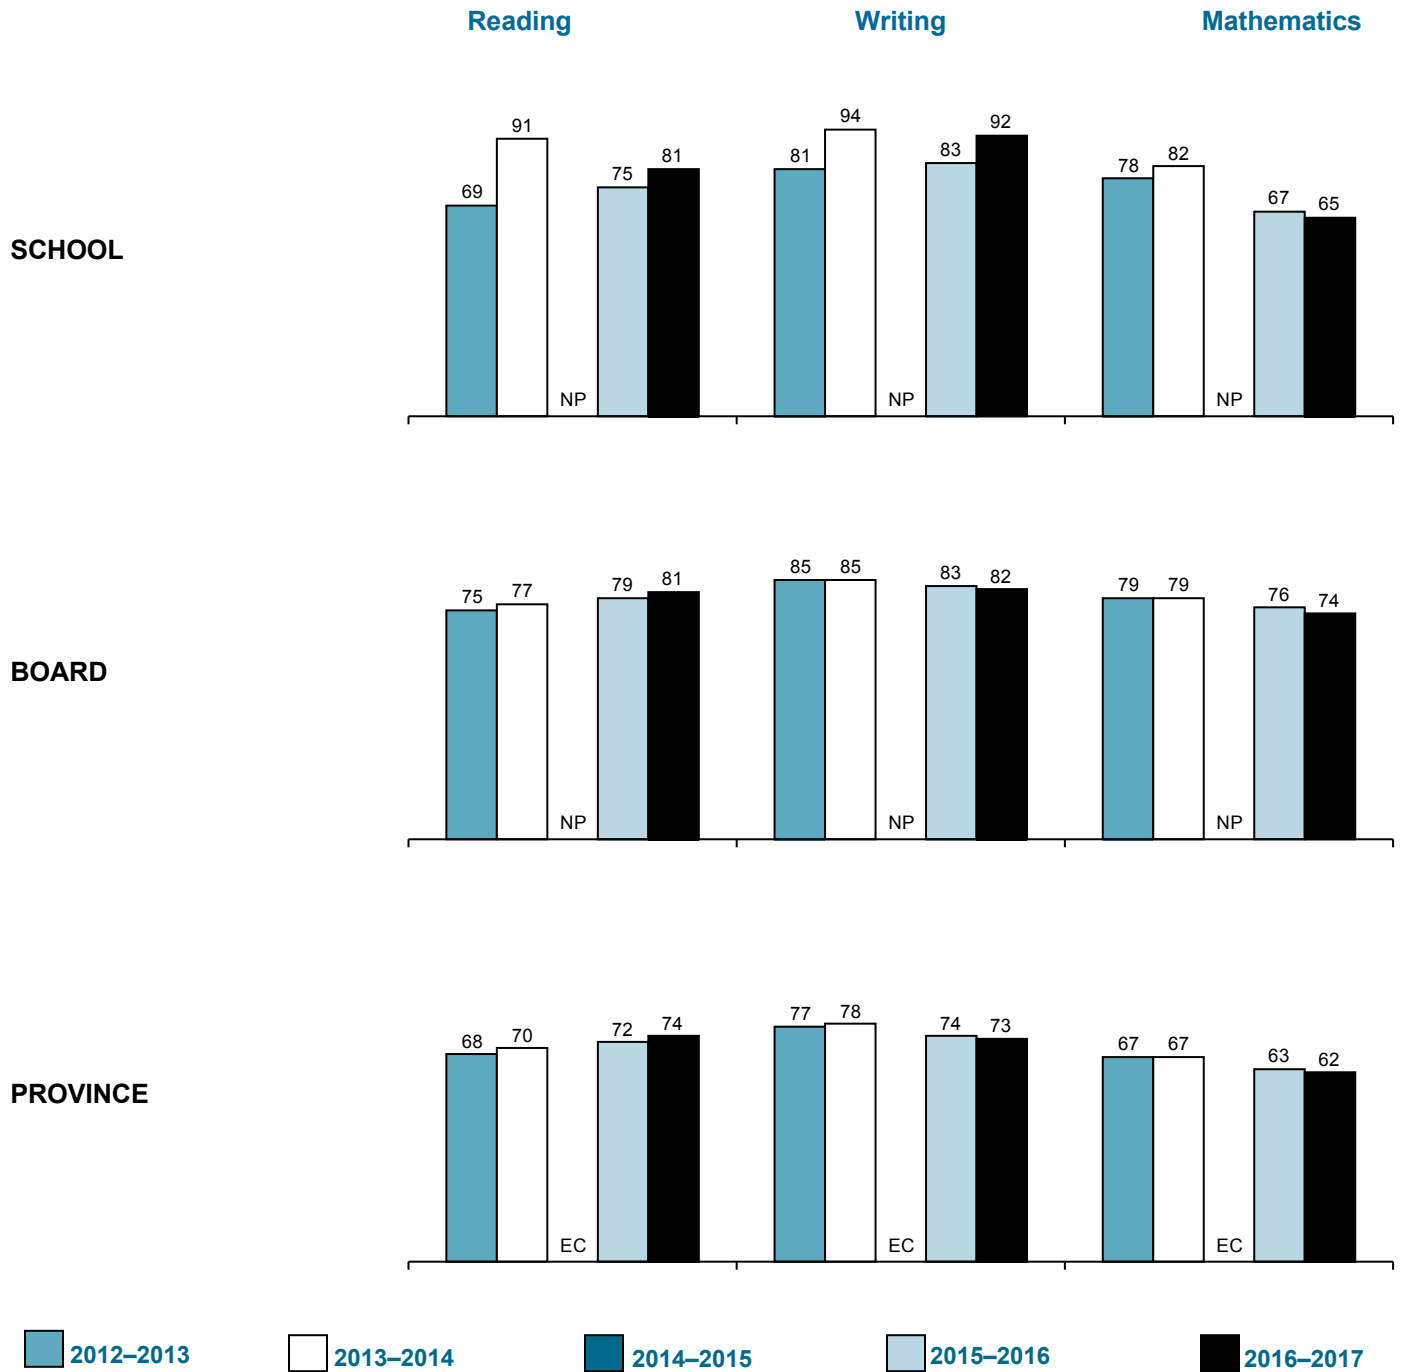 Reading Writing Mathematics
SCHOOL
69 91 NP 75 81 81 94 NP 83 92 78 82 NP 67 65
BOARD
75 77 NP 79 81 85 85 NP 83 82 79 79 NP 76 74
PROVINCE
68 70 EC 72 74 77 78 EC 74 73 67 67 EC 63 62
2012–2013 2013–2014 2014–2015 2015–2016 2016–2017